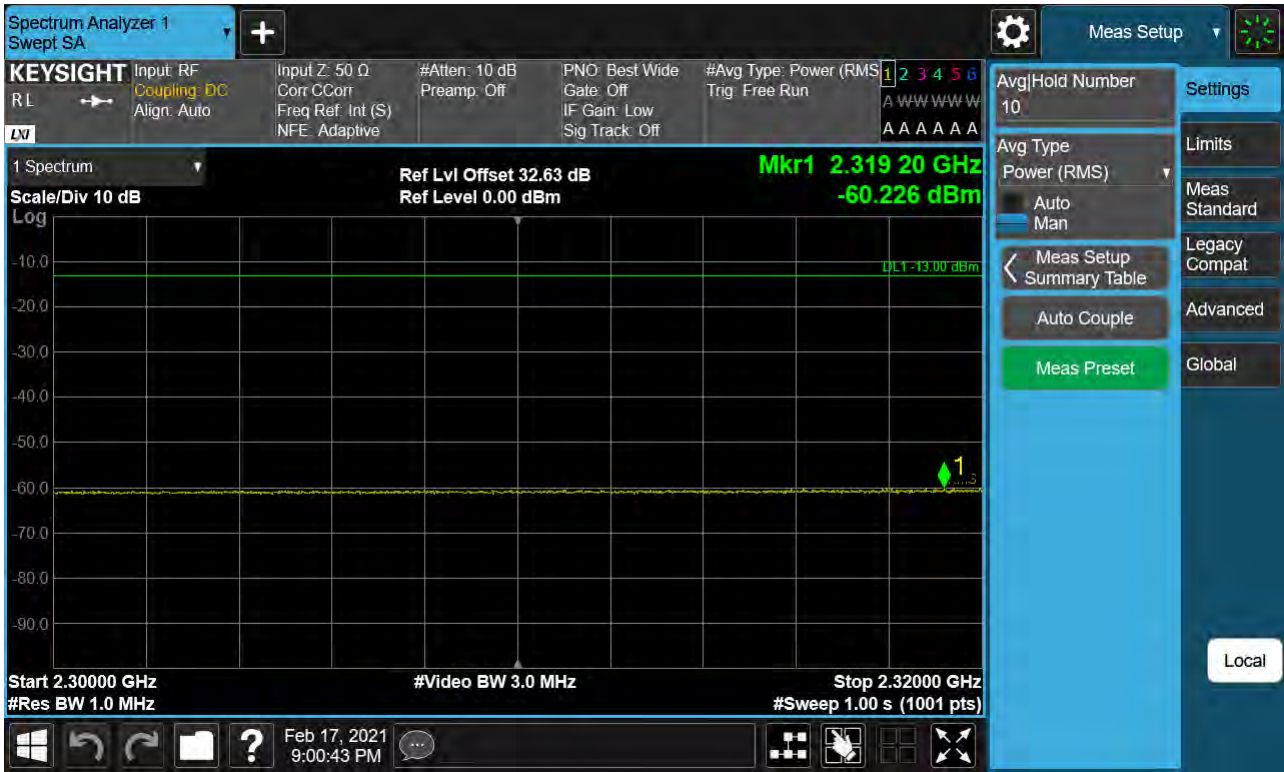 Spectrum Analyzer 1
Swept SA
+
Meas Setup
KEYSIGHT
RL
LXI
Input: RF
Coupling: DC
Align: Auto
Input Z: 50 Ω
Corr CCorr
Freq Ref: Int (S)
NFE: Adaptive
#Atten: 10 dB
Preamp: Off
PNO: Best Wide
Gate: Off
IF Gain: Low
Sig Track: Off
#Avg Type: Power (RMS
Trig: Free Run
1 2 3 4 5 6
A W W W W W
A A A A A A
1 Spectrum
Scale/Div 10 dB
Log
Ref Lvl Offset 32.63 dB
Ref Level 0.00 dBm
Mkr1 2.319 20 GHz
-60.226 dBm
-10.0
DL1 -13.00 dBm
-20.0
-30.0
-40.0
-50.0
1
-60.0
-70.0
-80.0
-90.0
Start 2.30000 GHz
#Video BW 3.0 MHz
Stop 2.32000 GHz
#Res BW 1.0 MHz
#Sweep 1.00 s (1001 pts)
Avg|Hold Number
10
Avg Type
Power (RMS)
Auto
Man
Meas Setup
Summary Table
Auto Couple
Meas Preset
Settings
Limits
Meas
Standard
Legacy
Compat
Advanced
Global
Local
?
Feb 17, 2021
9:00:43 PM